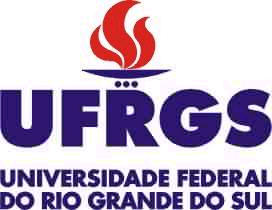 UFRGS
UNIVERSIDADE FEDERAL
DO RIO GRANDE DO SUL